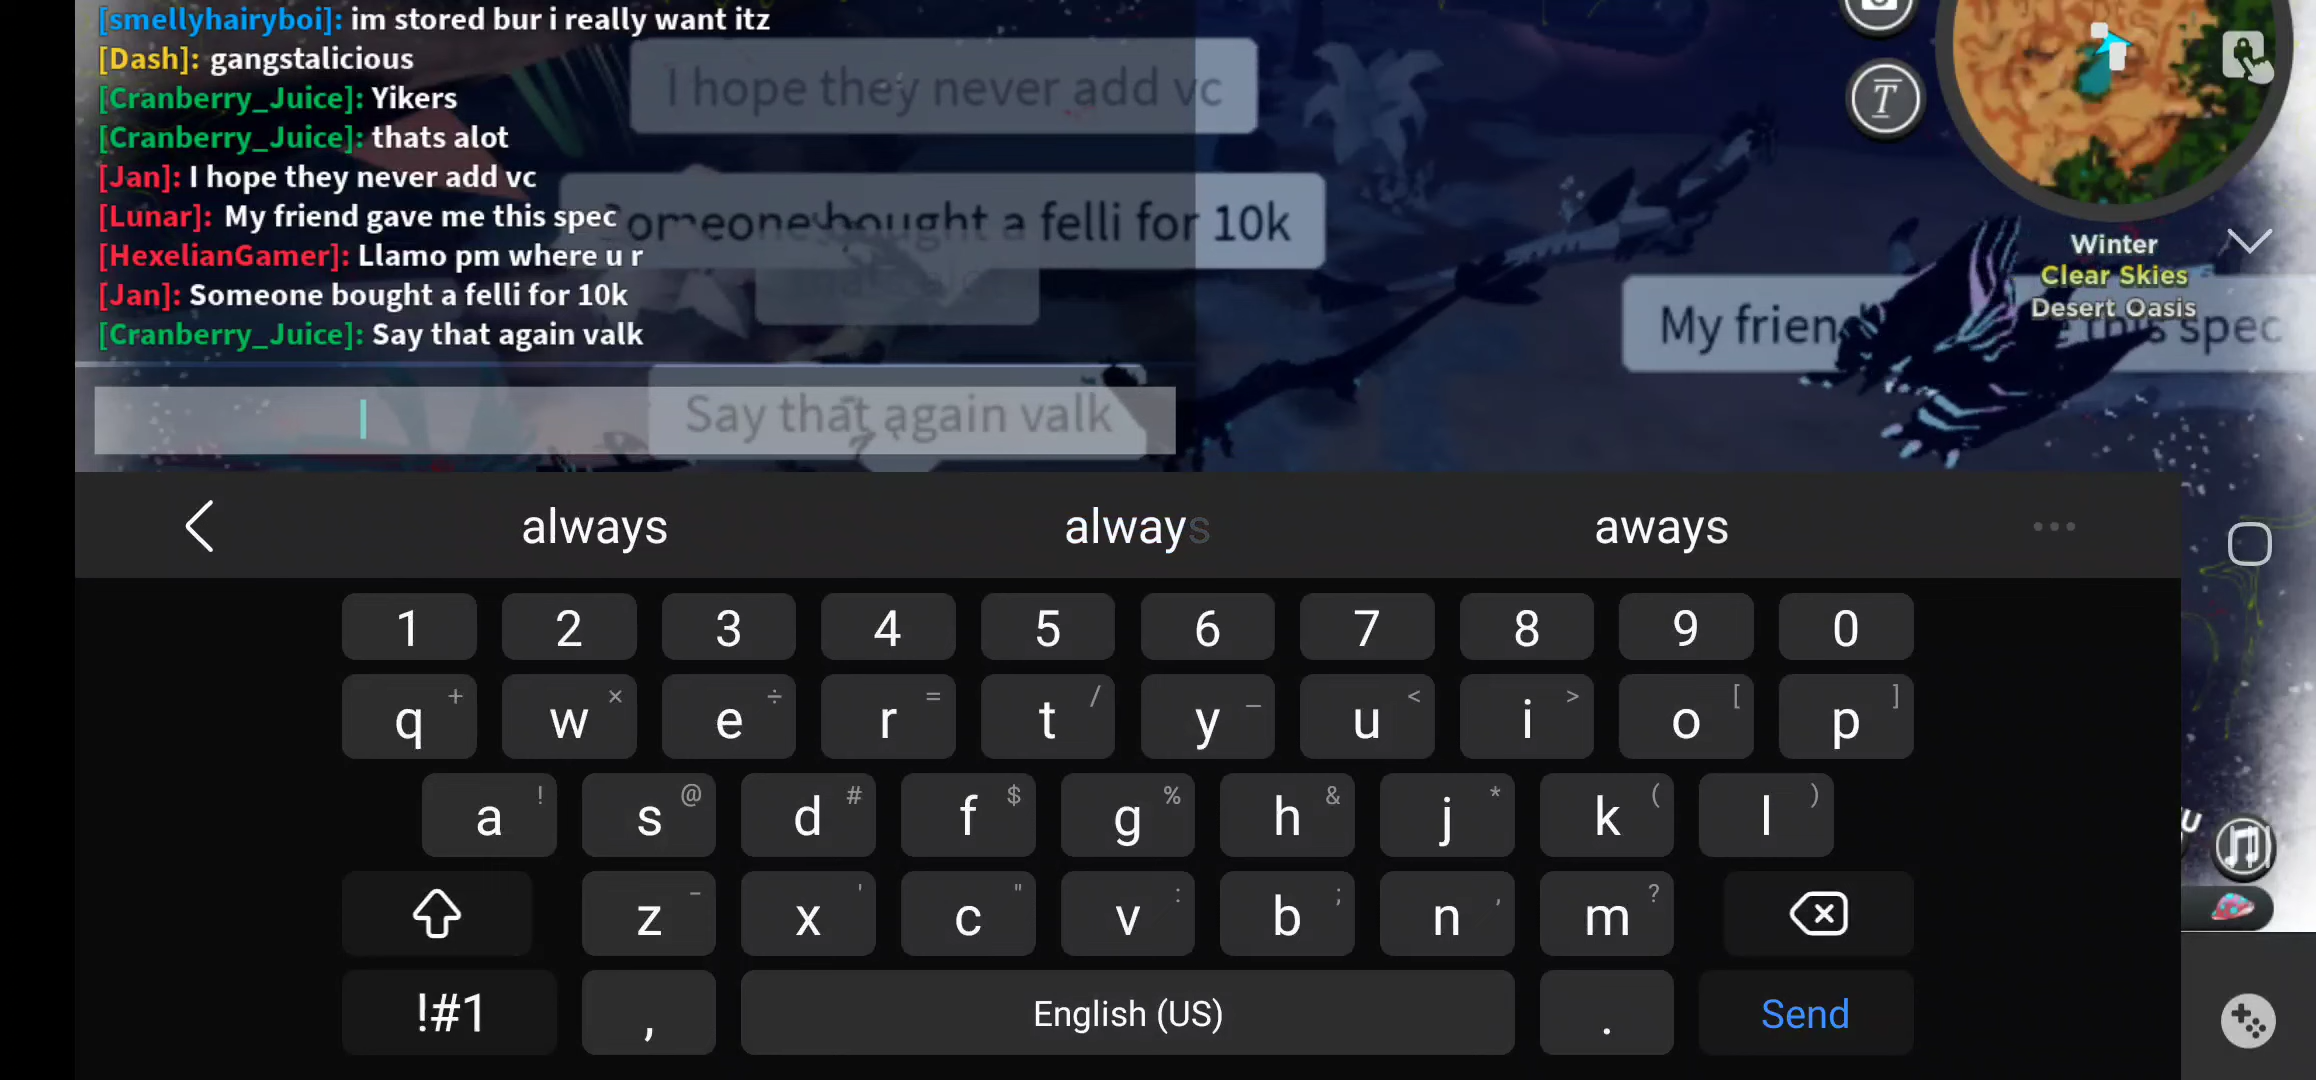 [smellyhairyboi]: im stored bur i really want itz
[Dash]: gangstalicious
[Cranberry_Juice]: Yikers
[Cranberry_Juice]: thats alot
[Jan]: I hope they never add vc
[Lunar]: My friend gave me this spec
[HexelianGamer]: Llamo pm where u r
[Jan]: Someone bought a felli for 10k
[Cranberry_Juice]: Say that again valk
I hope they never add vc
T
omeone bought a felli for 10k
Winter
Clear Skies
Desert Oasis
My frien this spec
Say that again valk
always always aways ...
1 2 3 4 5 6 7 8 9 0
q + w × e ÷ r = t / y _ u < i > o [ p ]
a ! s @ d # f $ g % h & j * k ( l )
z - x ' c " v : b ; n , m ?
!#1 , English (US) . Send